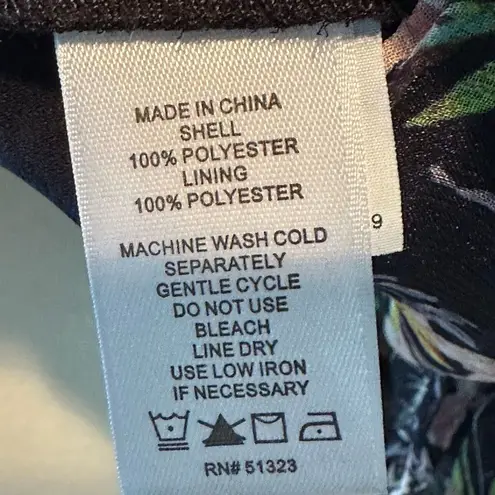 MADE IN CHINA
SHELL
100% POLYESTER
LINING
100% POLYESTER
MACHINE WASH COLD
SEPARATELY
GENTLE CYCLE
DO NOT USE
BLEACH
LINE DRY
USE LOW IRON
IF NECESSARY
RN# 51323
9